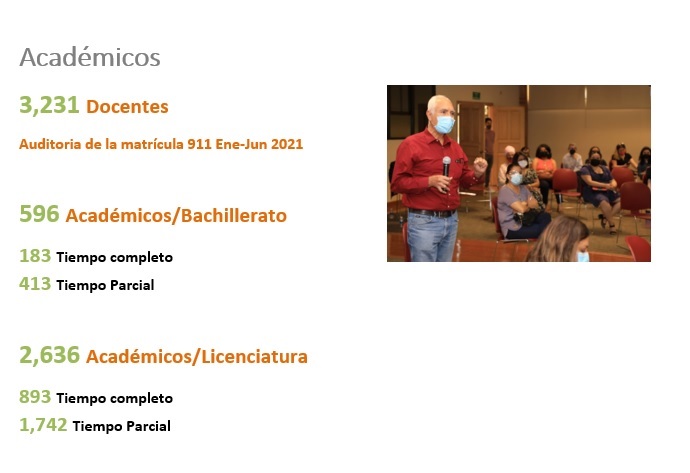 Académicos
3,231 Docentes
Auditoria de la matrícula 911 Ene-Jun 2021
596 Académicos/Bachillerato
183 Tiempo completo
413 Tiempo Parcial
2,636 Académicos/Licenciatura
893 Tiempo completo
1,742 Tiempo Parcial